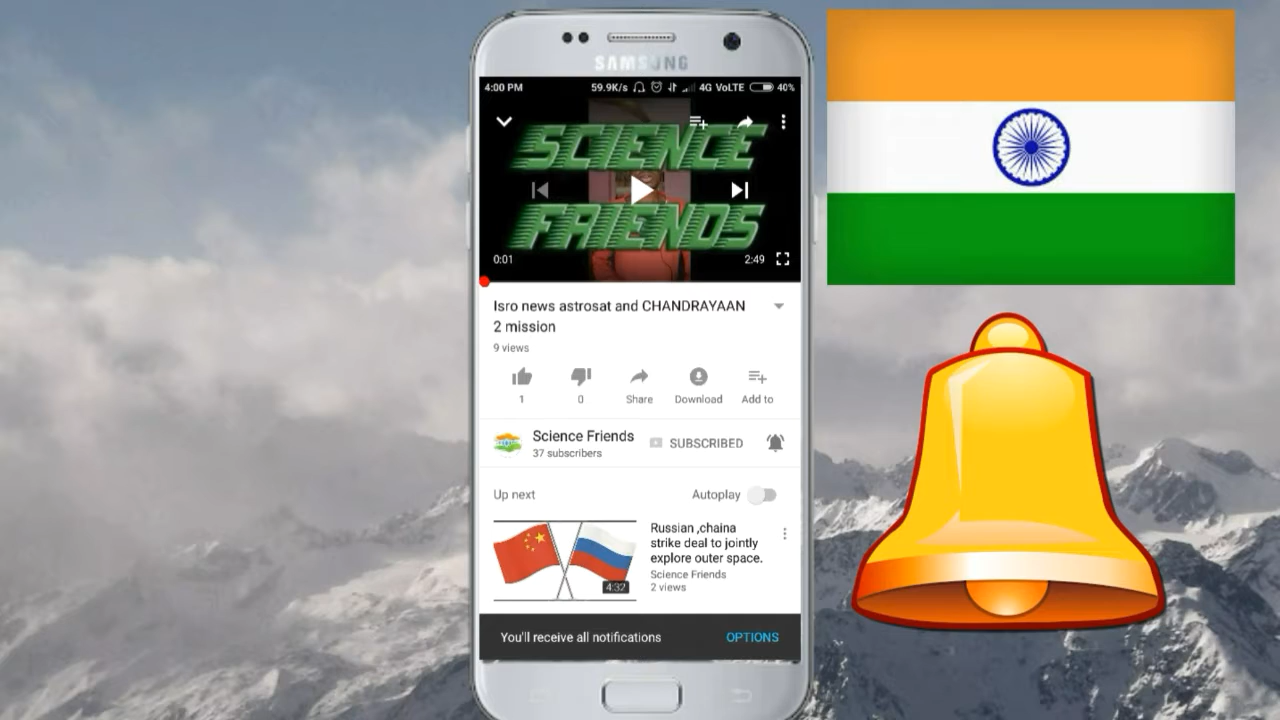 SAMSUNG
4:00 PM 59.9K/s 4G VoLTE 40%
SCIENCE
FRIENDS
0:01 2:49
Isro news astrosat and CHANDRAYAAN
2 mission
9 views
1 0 Share Download Add to
Science Friends SUBSCRIBED
37 subscribers
Up next Autoplay
Russian ,chaina
strike deal to jointly
explore outer space.
Science Friends
2 views
4:32
You'll receive all notifications OPTIONS